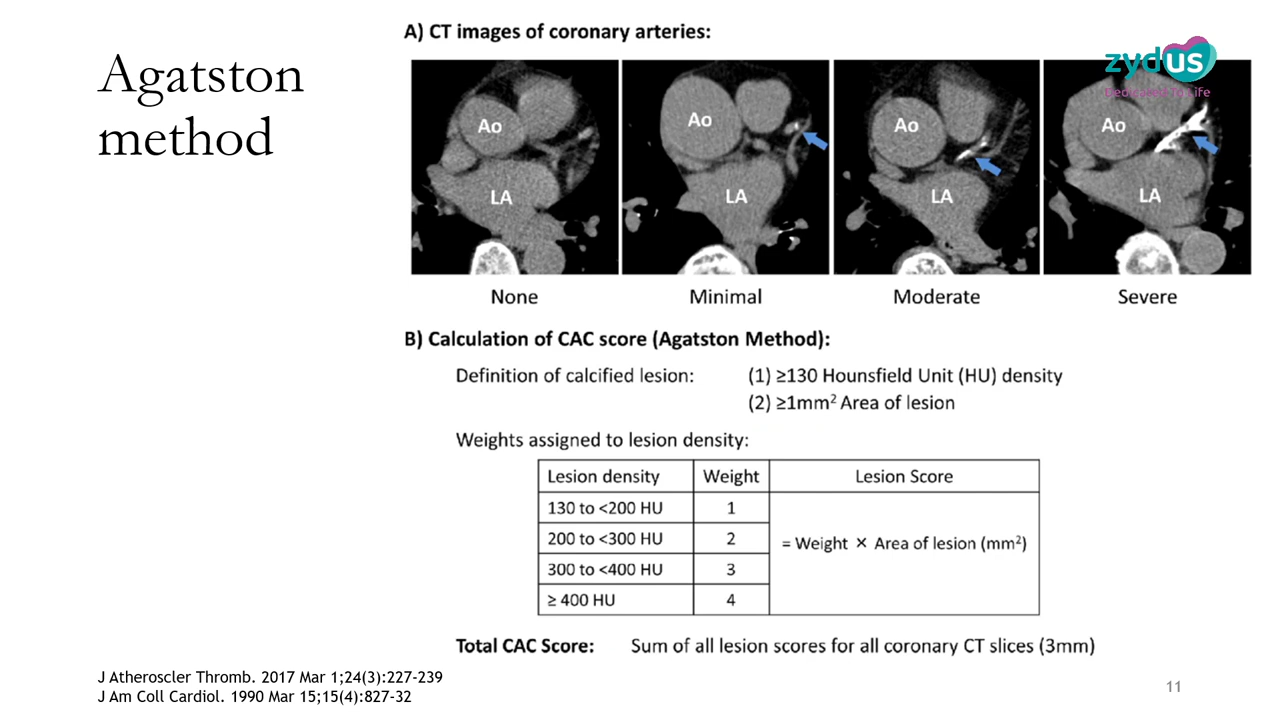 Agatston
method
A) CT images of coronary arteries:
zydus
Dedicated To Life
Ao
LA
Ao
LA
Ao
LA
Ao
LA
None
Minimal
Moderate
Severe
B) Calculation of CAC score (Agatston Method):
Definition of calcified lesion: (1) ≥130 Hounsfield Unit (HU) density
(2) ≥1mm² Area of lesion
Weights assigned to lesion density:
Lesion density Weight Lesion Score
130 to <200 HU 1
200 to <300 HU 2
= Weight × Area of lesion (mm²)
300 to <400 HU 3
≥ 400 HU 4
Total CAC Score: Sum of all lesion scores for all coronary CT slices (3mm)
J Atheroscler Thromb. 2017 Mar 1;24(3):227-239
J Am Coll Cardiol. 1990 Mar 15;15(4):827-32
11